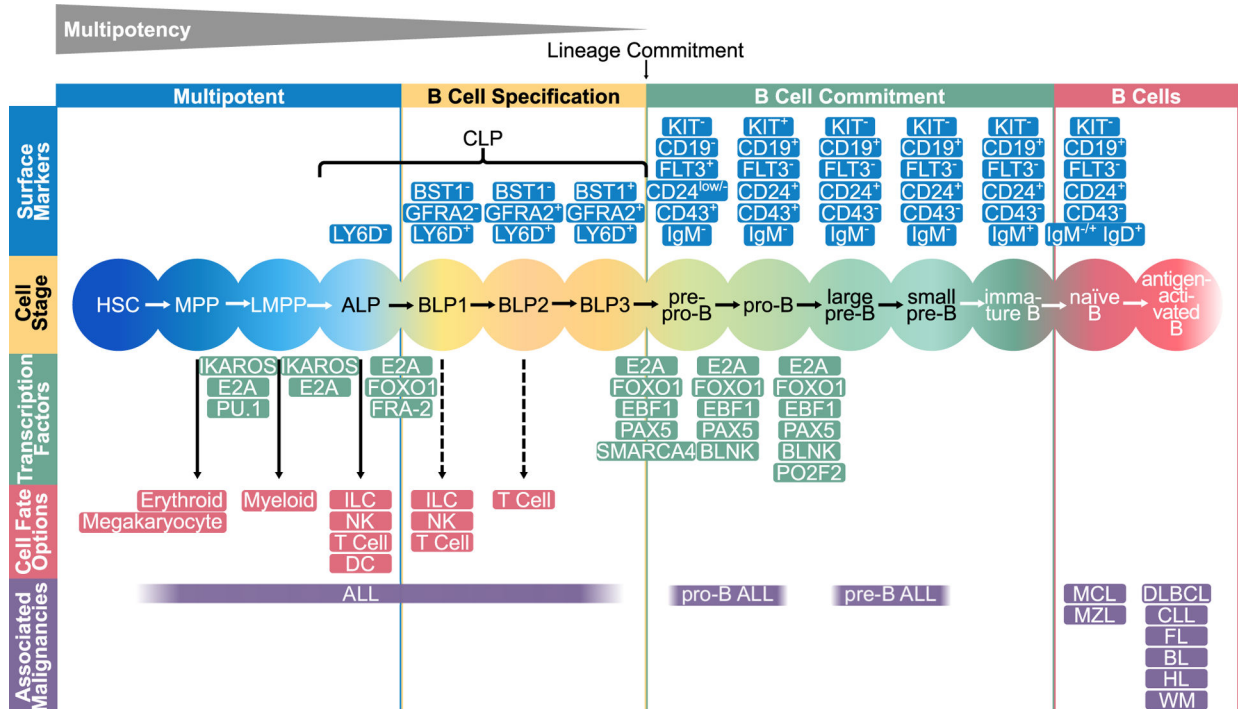 Multipotency
Lineage Commitment
Multipotent
B Cell Specification
B Cell Commitment
B Cells
Surface
Markers
CLP
LY6D⁻
BST1⁻
GFRA2⁻
LY6D⁺
BST1⁻
GFRA2⁺
LY6D⁺
BST1⁺
GFRA2⁺
LY6D⁺
KIT⁻
CD19⁻
FLT3⁺
CD24low/-
CD43⁺
IgM⁻
KIT⁺
CD19⁺
FLT3⁻
CD24⁺
CD43⁺
IgM⁻
KIT⁻
CD19⁺
FLT3⁻
CD24⁺
CD43⁻
IgM⁻
KIT⁻
CD19⁺
FLT3⁻
CD24⁺
CD43⁻
IgM⁻
KIT⁻
CD19⁺
FLT3⁻
CD24⁺
CD43⁻
IgM⁺
KIT⁻
CD19⁺
FLT3⁻
CD24⁺
CD43⁻
IgM⁻/⁺ IgD⁺
Cell
Stage
HSC
MPP
LMPP
ALP
BLP1
BLP2
BLP3
pre-
pro-B
pro-B
large
pre-B
small
pre-B
imma-
ture B
naïve
B
antigen-
acti-
vated
B
Transcription
Factors
IKAROS
E2A
PU.1
IKAROS
E2A
E2A
FOXO1
FRA-2
E2A
FOXO1
EBF1
PAX5
SMARCA4
E2A
FOXO1
EBF1
PAX5
BLNK
E2A
FOXO1
EBF1
PAX5
BLNK
PO2F2
Cell Fate
Options
Erythroid
Megakaryocyte
Myeloid
ILC
NK
T Cell
DC
ILC
NK
T Cell
T Cell
Associated
Malignancies
ALL
pro-B ALL
pre-B ALL
MCL
MZL
DLBCL
CLL
FL
BL
HL
WM